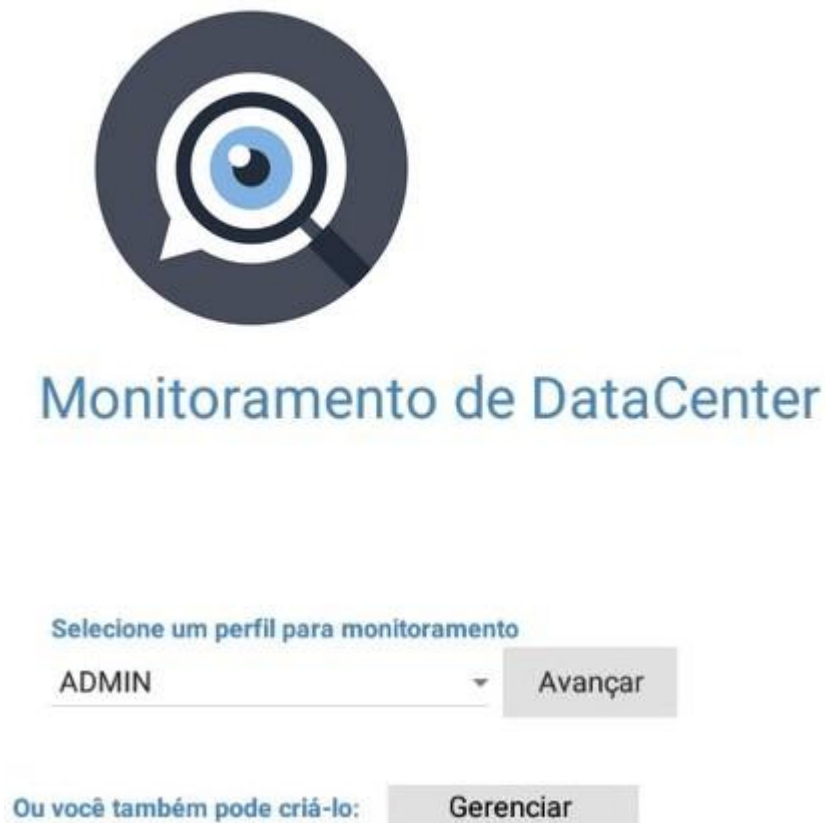 Monitoramento de DataCenter
Selecione um perfil para monitoramento
ADMIN
Avançar
Ou você também pode criá-lo:
Gerenciar